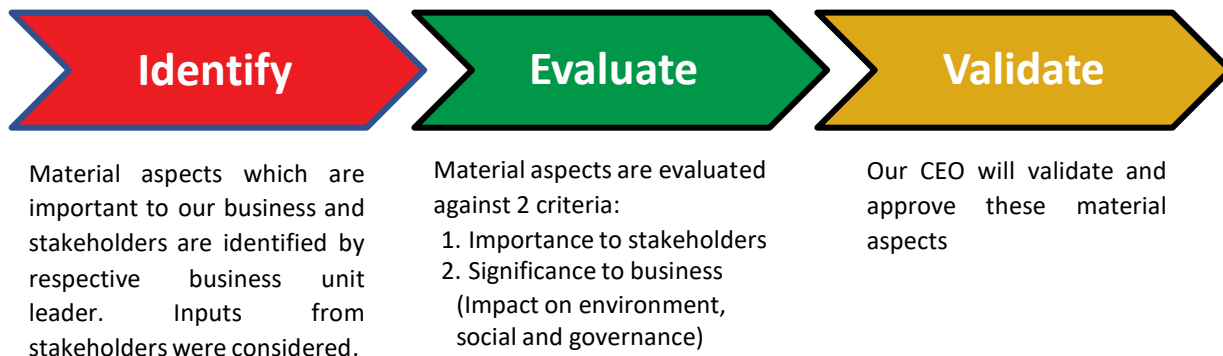 Identify
Material aspects which are
important to our business and
stakeholders are identified by
respective business unit
leader. Inputs from
stakeholders were considered.
Evaluate
Material aspects are evaluated
against 2 criteria:
1. Importance to stakeholders
2. Significance to business
(Impact on environment,
social and governance)
Validate
Our CEO will validate and
approve these material
aspects